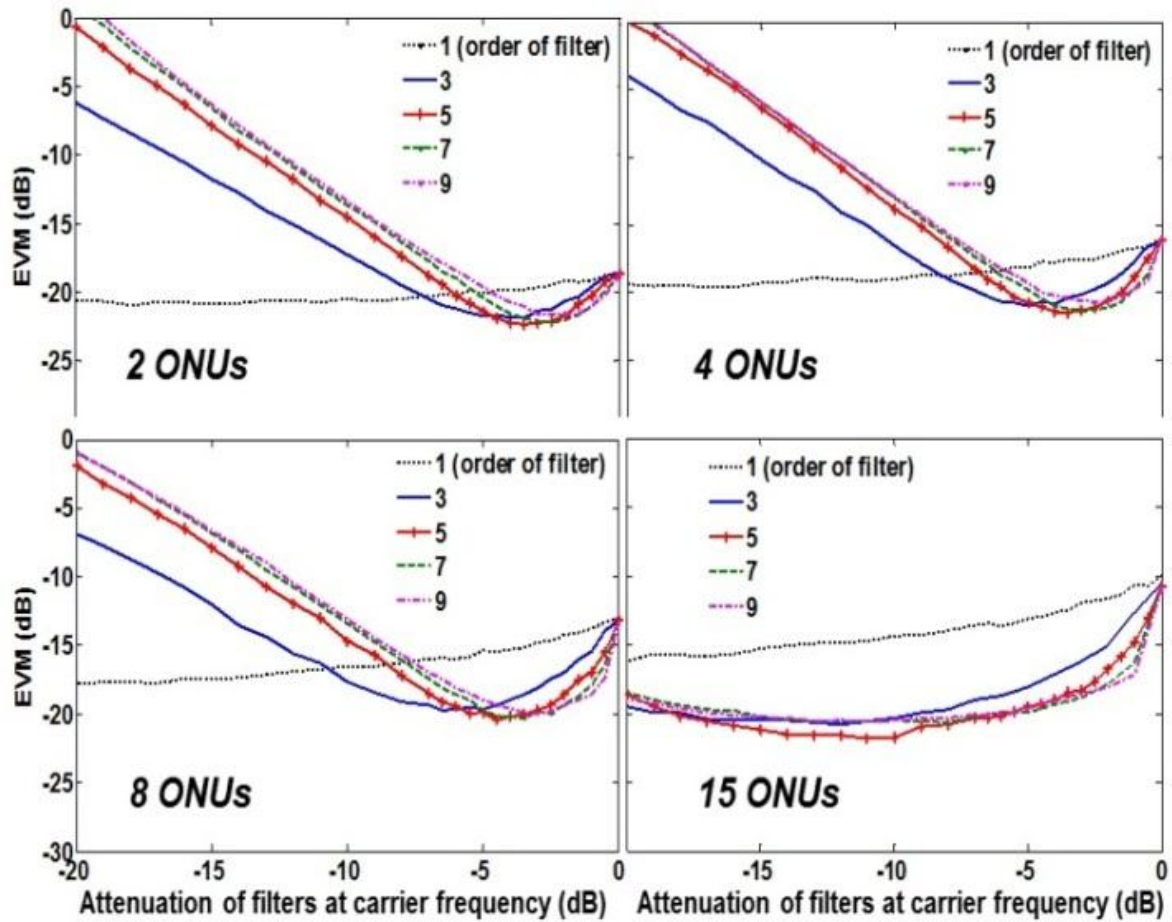 0
-5
-10
-15
-20
-25
EVM (dB)
1 (order of filter)
3
5
7
9
2 ONUs
1 (order of filter)
3
5
7
9
4 ONUs
0
-5
-10
-15
-20
-25
-30
EVM (dB)
1 (order of filter)
3
5
7
9
8 ONUs
-20 -15 -10 -5 0
Attenuation of filters at carrier frequency (dB)
1 (order of filter)
3
5
7
9
15 ONUs
-15 -10 -5 0
Attenuation of filters at carrier frequency (dB)